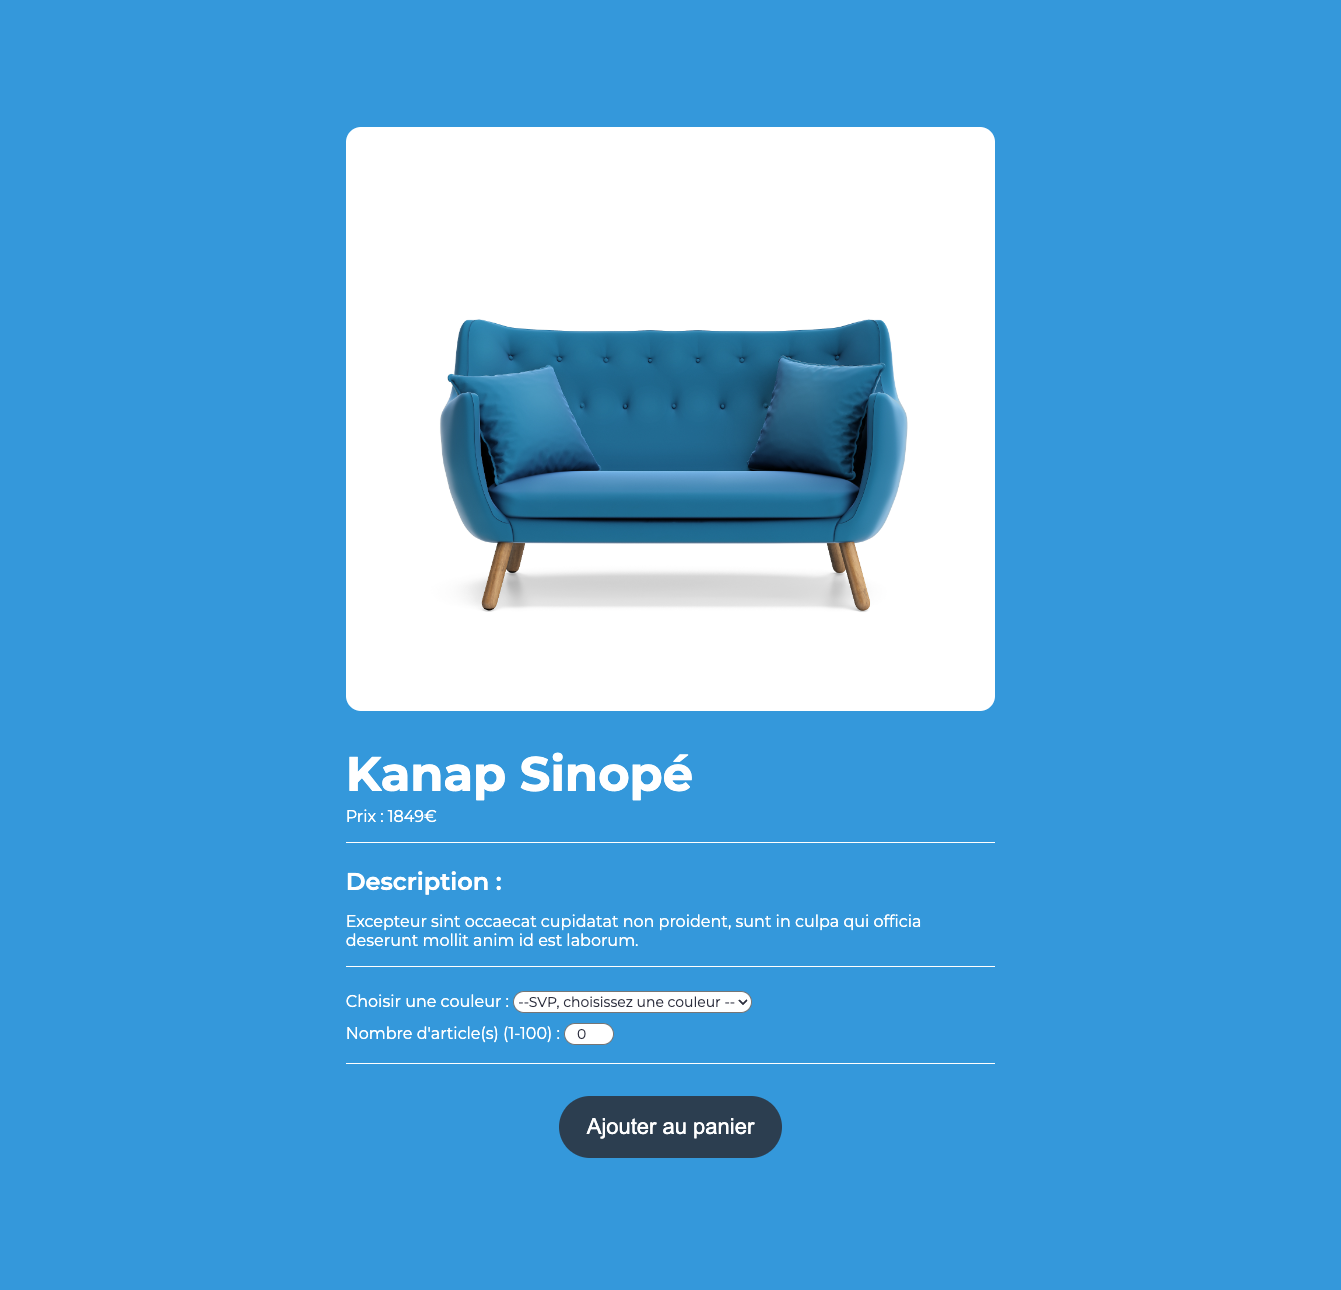 Kanap Sinopé
Prix : 1849€
Description :
Excepteur sint occaecat cupidatat non proident, sunt in culpa qui officia
deserunt mollit anim id est laborum.
Choisir une couleur : --SVP, choisissez une couleur --
Nombre d'article(s) (1-100) : 0
Ajouter au panier